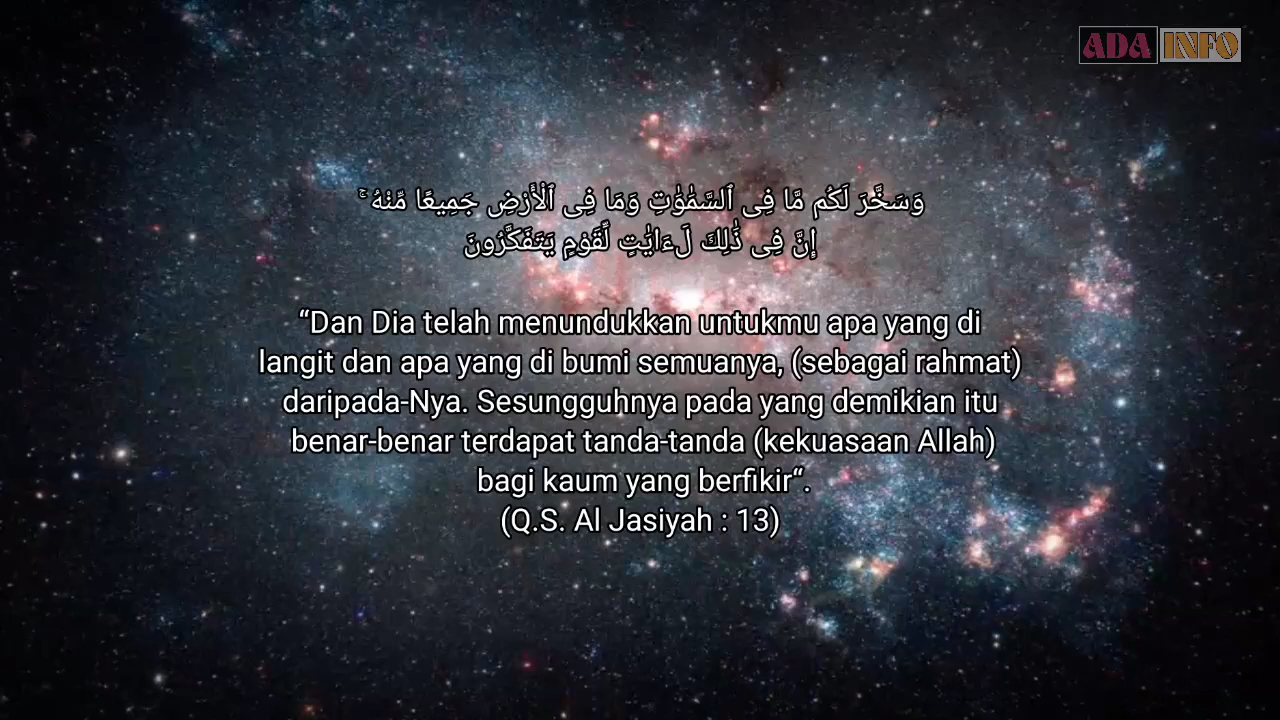 ADA INFO
وَسَخَّرَ لَكُم مَّا فِى ٱلسَّمَٰوَٰتِ وَمَا فِى ٱلْأَرْضِ جَمِيعًا مِّنْهُ ۚ
إِنَّ فِى ذَٰلِكَ لَءَايَٰتٍ لِّقَوْمٍ يَتَفَكَّرُونَ
“Dan Dia telah menundukkan untukmu apa yang di
langit dan apa yang di bumi semuanya, (sebagai rahmat)
daripada-Nya. Sesungguhnya pada yang demikian itu
benar-benar terdapat tanda-tanda (kekuasaan Allah)
bagi kaum yang berfikir“.
(Q.S. Al Jasiyah : 13)